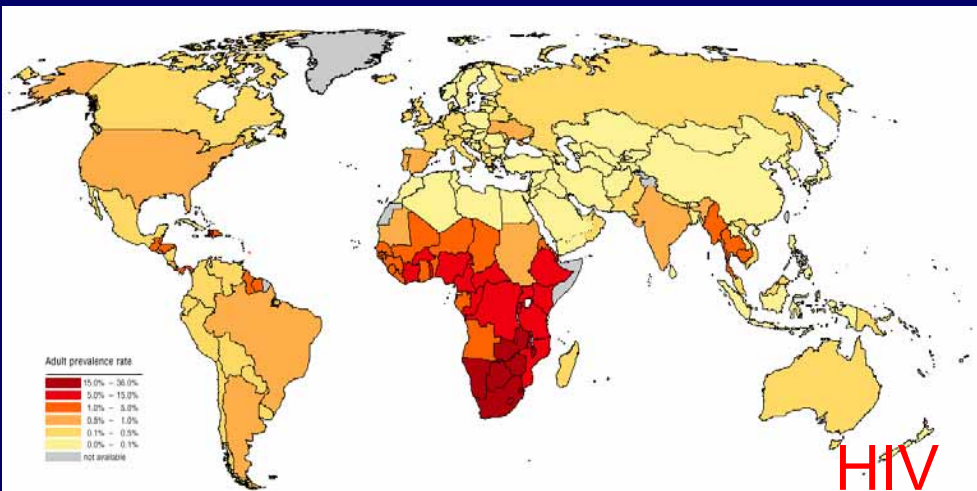 Adult prevalence rate
15.0% – 36.0%
5.0% – 15.0%
1.0% – 5.0%
0.5% – 1.0%
0.1% – 0.5%
0.0% – 0.1%
not available
HIV